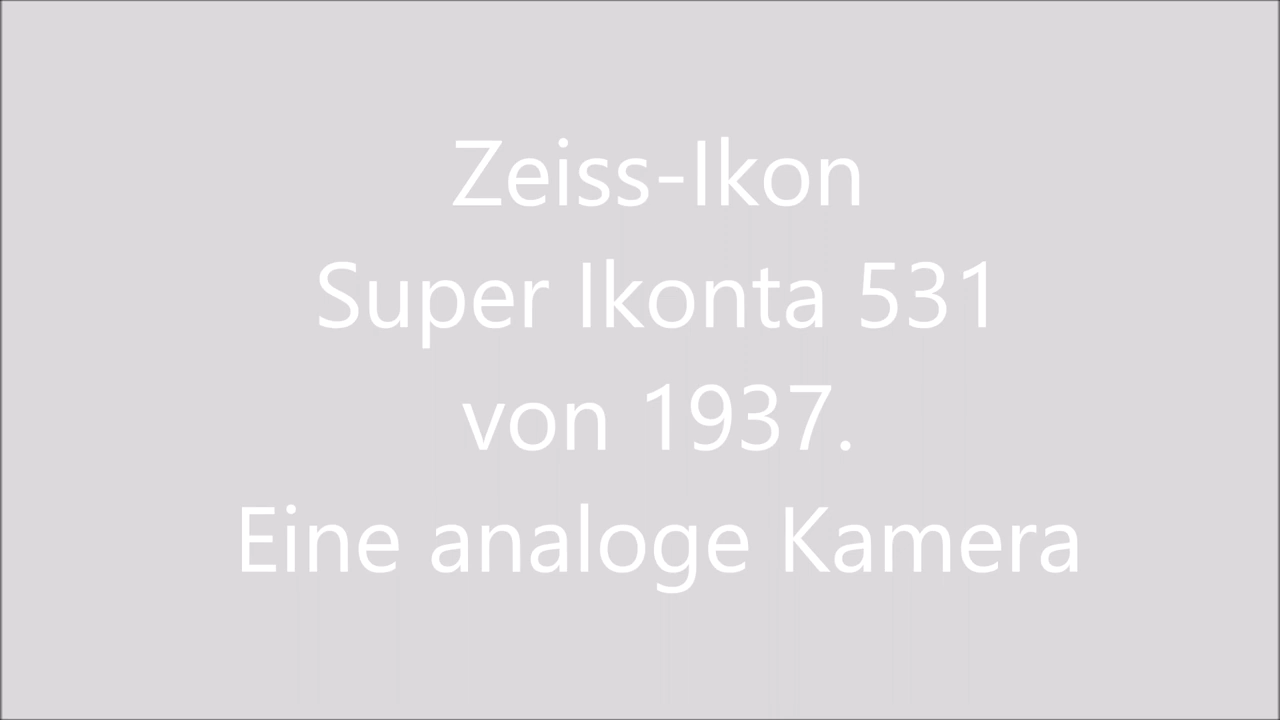 Zeiss-Ikon
Super Ikonta 531
von 1937.
Eine analoge Kamera